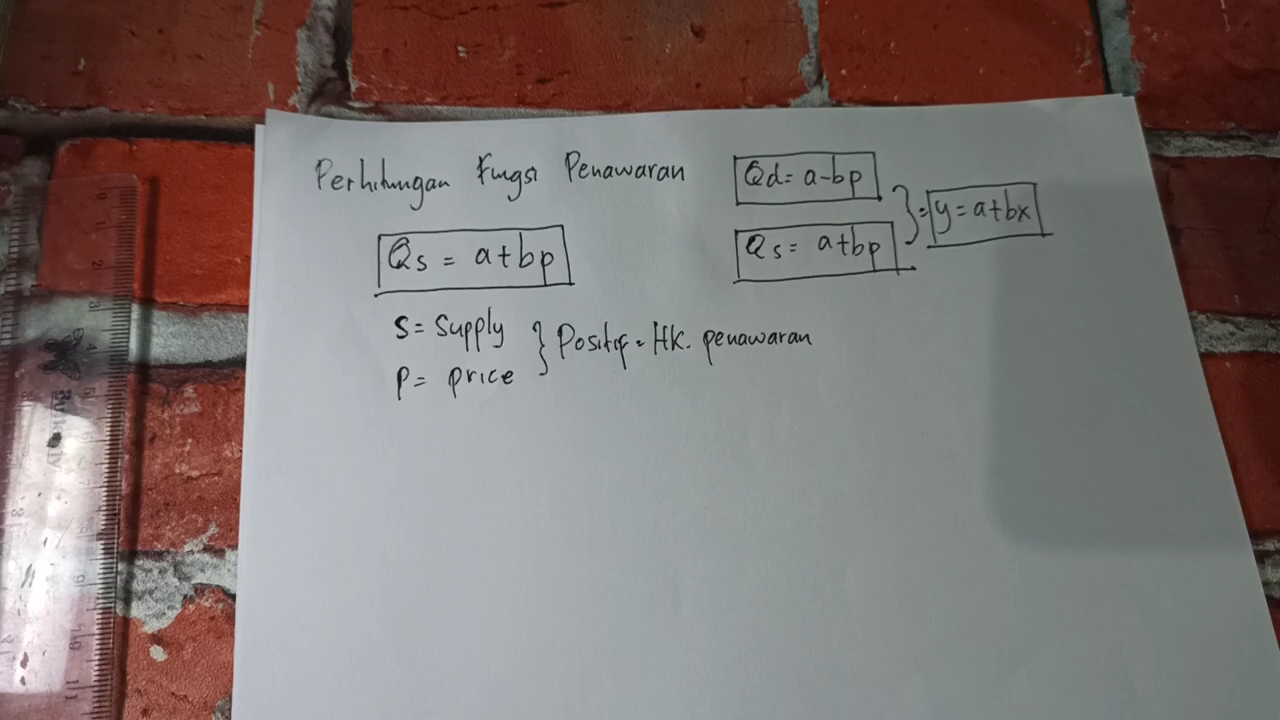 Perhitungan Fungsi Penawaran
Qs = a+bp
S= Supply
P= price
} Positif = HK. penawaran
Qd= a-bp
Qs= a+bp
} = y=a+bx